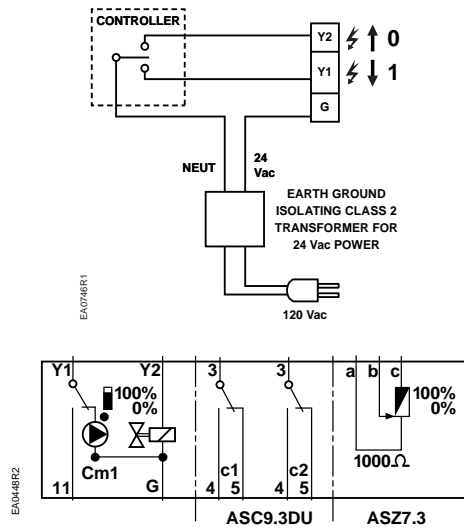 CONTROLLER
Y2 0
Y1 1
G
NEUT 24 Vac
EARTH GROUND
ISOLATING CLASS 2
TRANSFORMER FOR
24 Vac POWER
120 Vac
EA0746R1
Y1 Y2 3 3 a b c
100%
0%
100%
0%
Cm1 c1 c2 1000Ω
11 G 4 5 4 5
ASC9.3DU ASZ7.3
EA0448R2